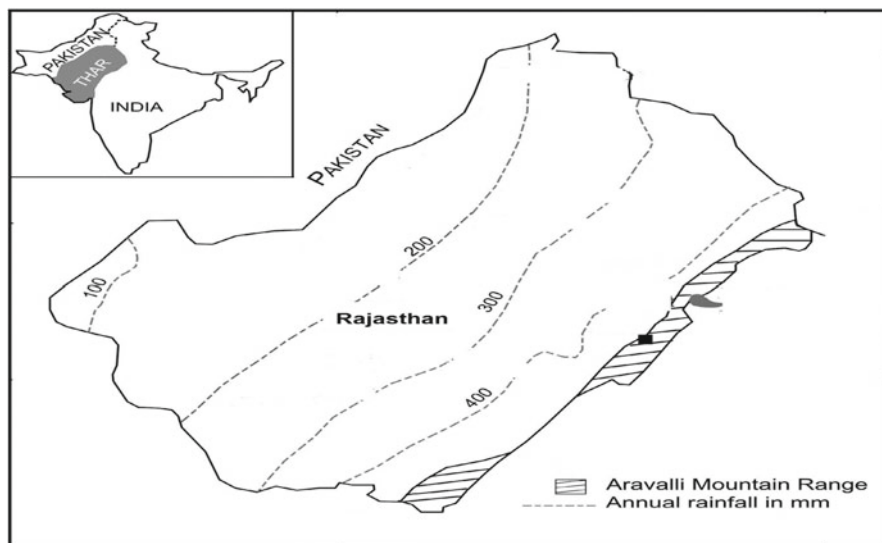 PAKISTAN
THAR
INDIA
PAKISTAN
200
100
300
Rajasthan
400
Aravalli Mountain Range
Annual rainfall in mm